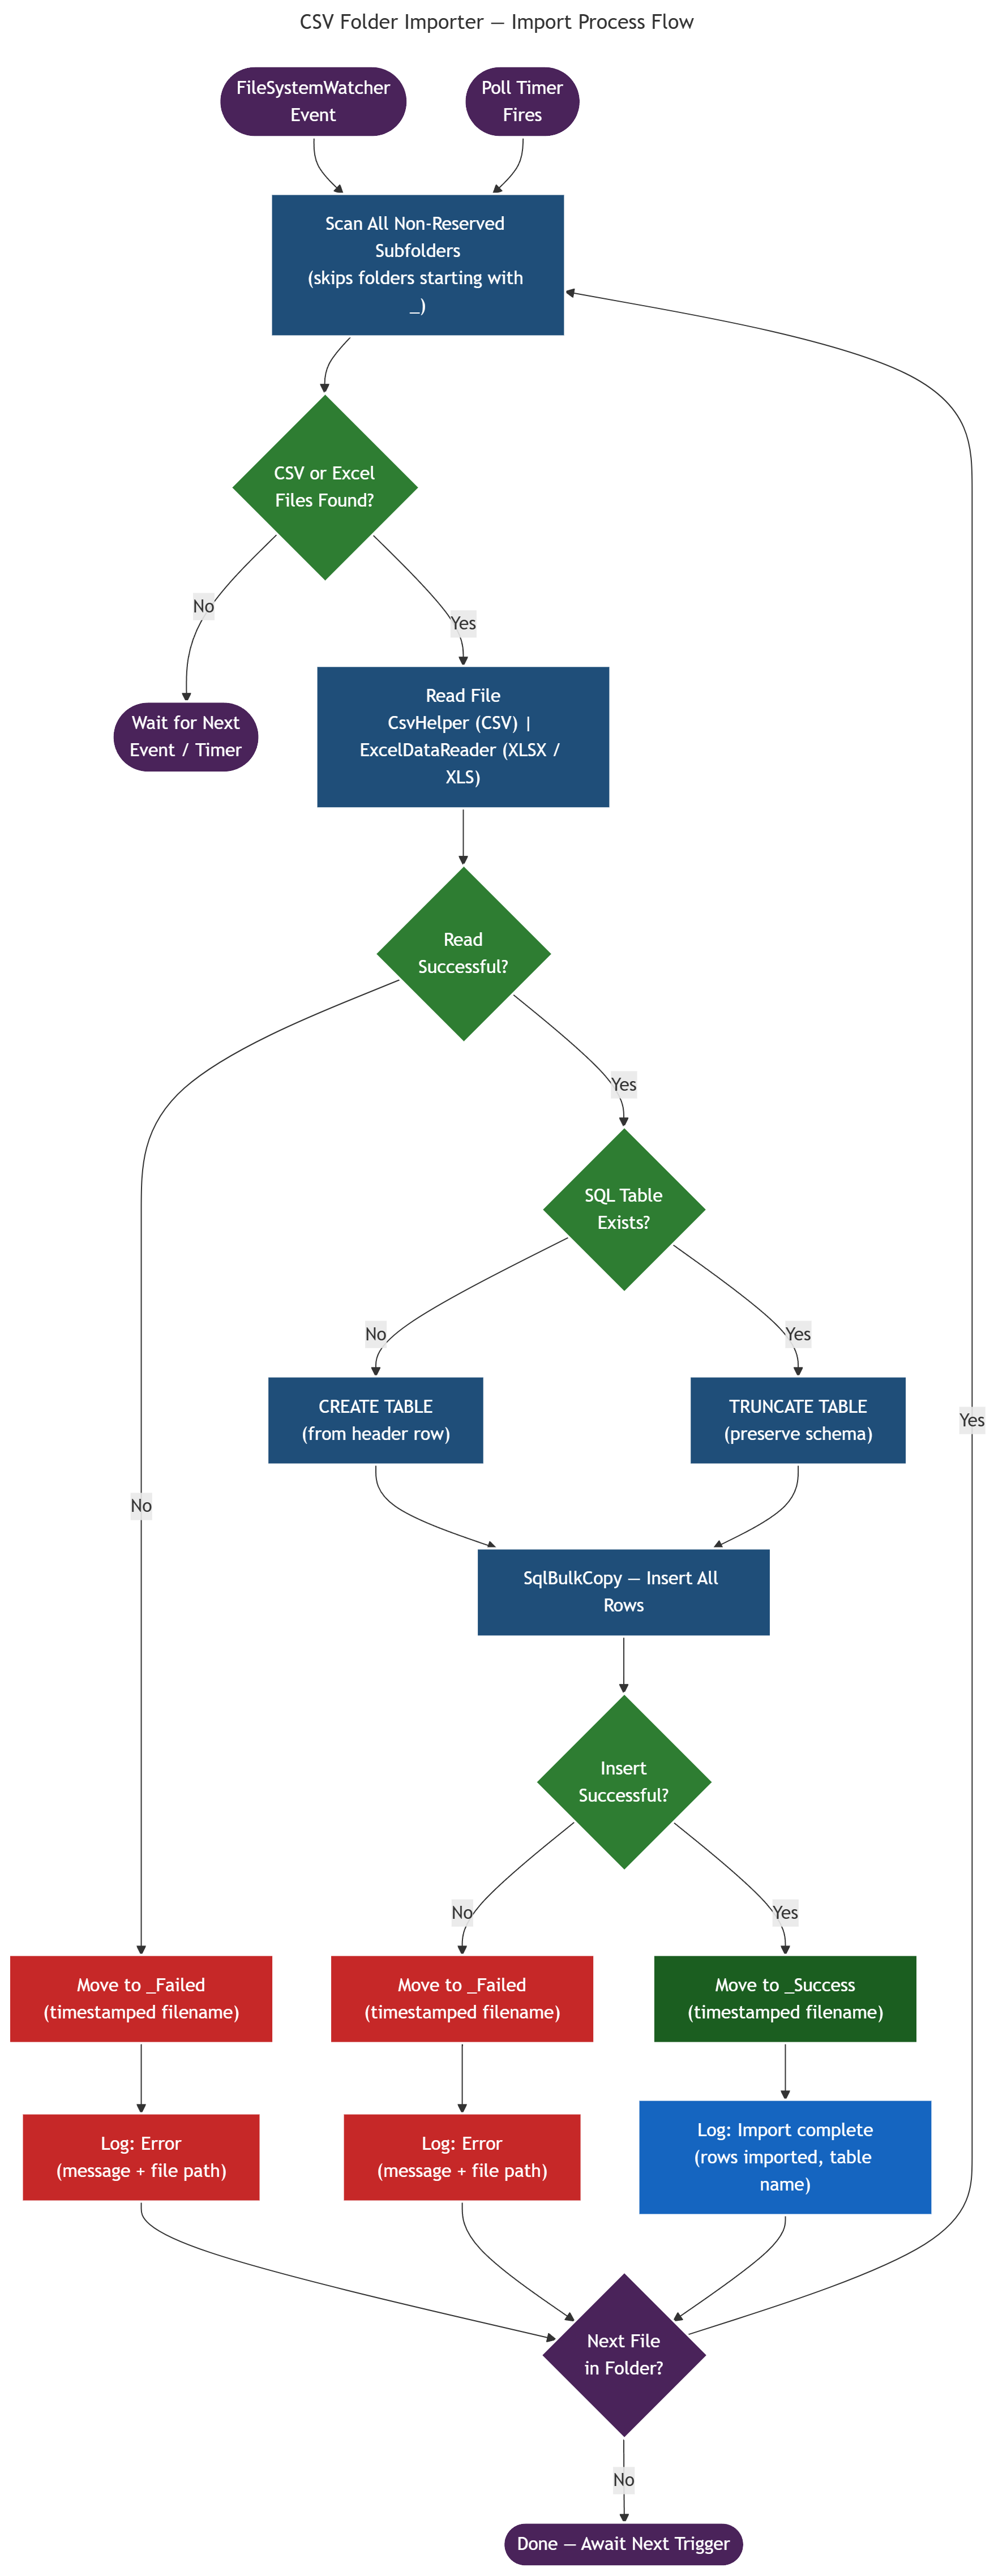 CSV Folder Importer — Import Process Flow
FileSystemWatcher
Event
Poll Timer
Fires
Scan All Non-Reserved
Subfolders
(skips folders starting with
_)
CSV or Excel
Files Found?
No
Yes
Wait for Next
Event / Timer
Read File
CsvHelper (CSV) |
ExcelDataReader (XLSX /
XLS)
Read
Successful?
Yes
SQL Table
Exists?
No
Yes
CREATE TABLE
(from header row)
TRUNCATE TABLE
(preserve schema)
Yes
No
SqlBulkCopy — Insert All
Rows
Insert
Successful?
No
Yes
Move to _Failed
(timestamped filename)
Move to _Failed
(timestamped filename)
Move to _Success
(timestamped filename)
Log: Error
(message + file path)
Log: Error
(message + file path)
Log: Import complete
(rows imported, table
name)
Next File
in Folder?
No
Done — Await Next Trigger